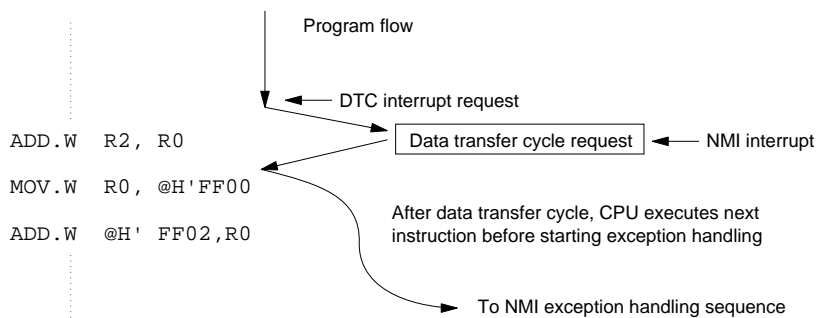 Program flow
DTC interrupt request
ADD.W R2, R0
Data transfer cycle request
NMI interrupt
MOV.W R0, @H'FF00
After data transfer cycle, CPU executes next
instruction before starting exception handling
ADD.W @H' FF02,R0
To NMI exception handling sequence